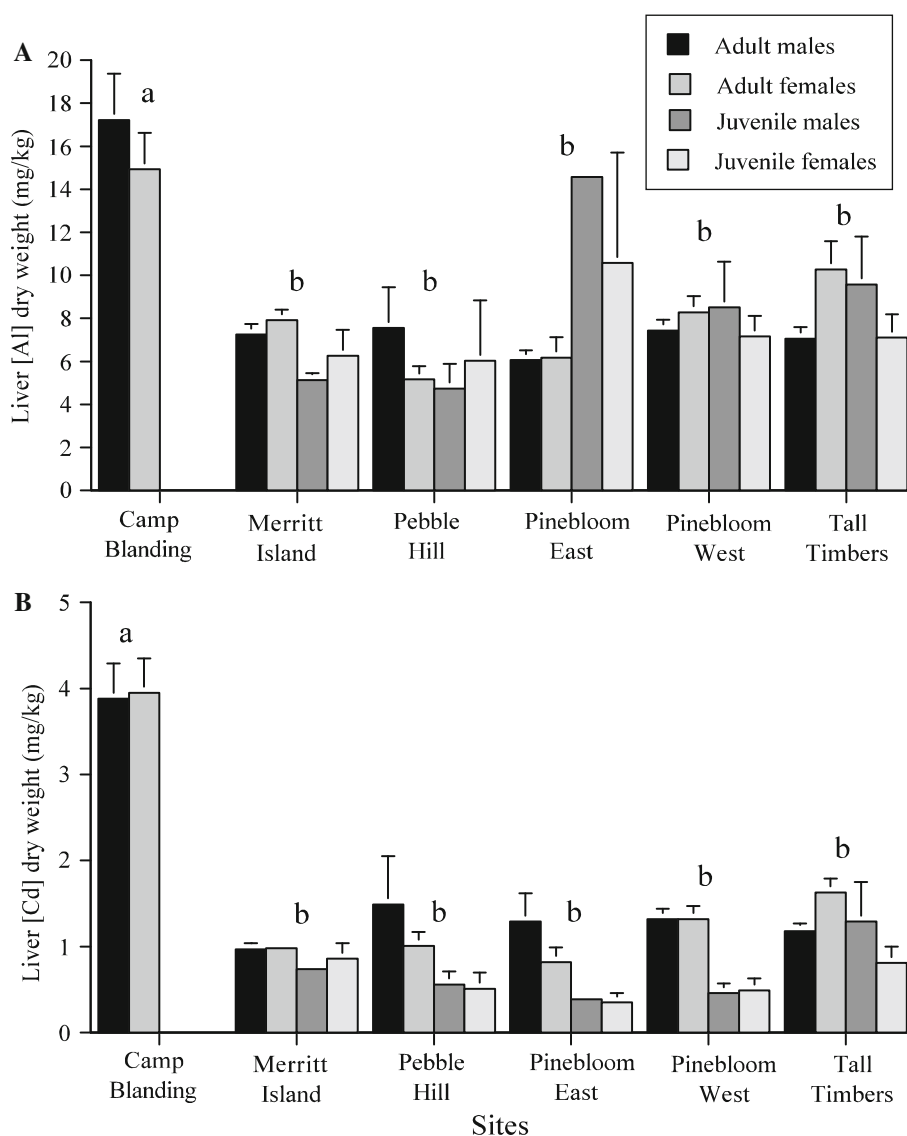 A
Adult males
Adult females
Juvenile males
Juvenile females
Liver [Al] dry weight (mg/kg)
20
18
16
14
12
10
8
6
4
2
0
a
b
b
b
b
b
Camp
Blanding
Merritt
Island
Pebble
Hill
Pinebloom
East
Pinebloom
West
Tall
Timbers
B
Liver [Cd] dry weight (mg/kg)
5
4
3
2
1
0
a
b
b
b
b
b
Camp
Blanding
Merritt
Island
Pebble
Hill
Pinebloom
East
Pinebloom
West
Tall
Timbers
Sites